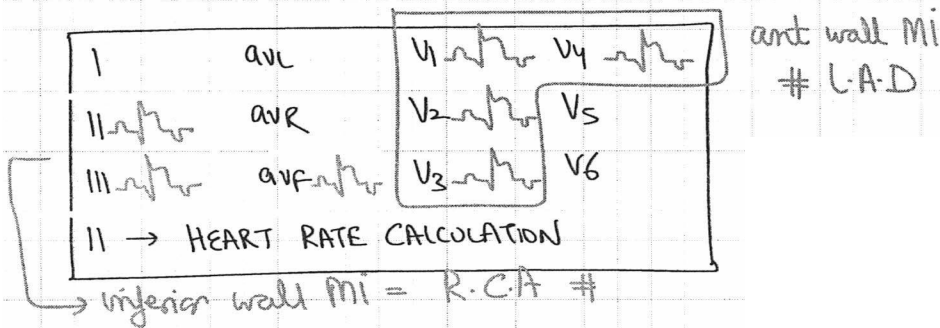 I aVL V1 V4
ant wall Mi
# L.A.D
II aVR V2 V5
III aVF V3 V6
II → HEART RATE CALCULATION
inferior wall Mi = R.C.A #